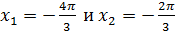 x₁ = −4π/3 и x₂ = −2π/3